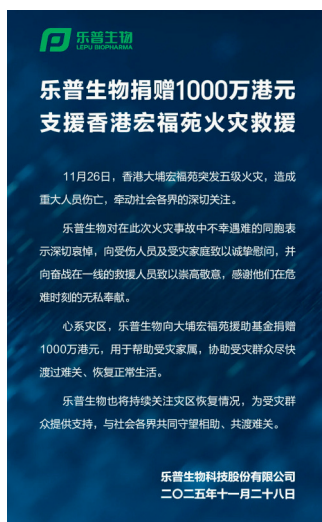 乐普生物
LEPU BIOPHARMA
乐普生物捐赠1000万港元
支援香港宏福苑火灾救援
11月26日，香港大埔宏福苑突发五级火灾，造成
重大人员伤亡，牵动社会各界的深切关注。
乐普生物对在此次火灾事故中不幸遇难的同胞表
示深切哀悼，向受伤人员及受灾家庭致以诚挚慰问，并
向奋战在一线的救援人员致以崇高敬意，感谢他们在危
难时刻的无私奉献。
心系灾区，乐普生物向大埔宏福苑援助基金捐赠
1000万港元，用于帮助受灾家属，协助受灾群众尽快
渡过难关、恢复正常生活。
乐普生物也将持续关注灾区恢复情况，为受灾群
众提供支持，与社会各界共同守望相助、共渡难关。
乐普生物科技股份有限公司
二〇二五年十一月二十八日